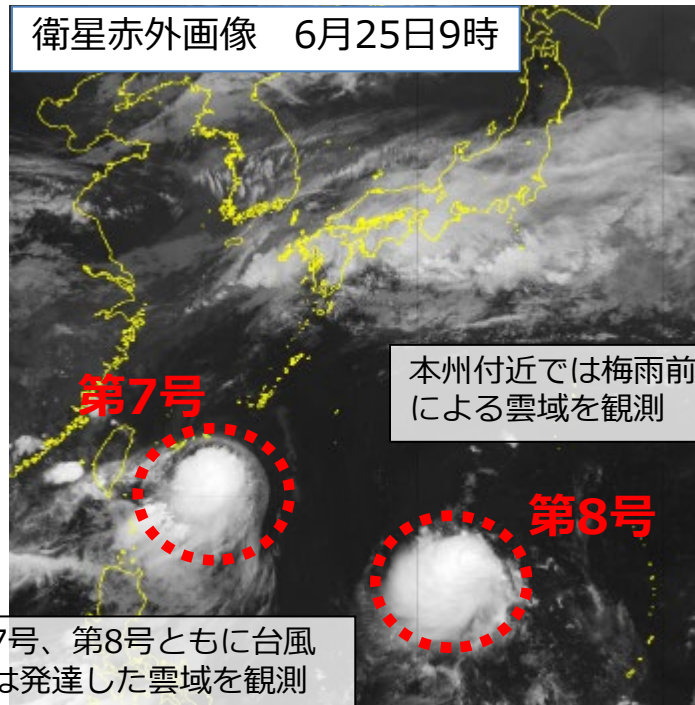 衛星赤外画像　6月25日9時
第7号
本州付近では梅雨前
による雲域を観測
第8号
7号、第8号ともに台風
は発達した雲域を観測